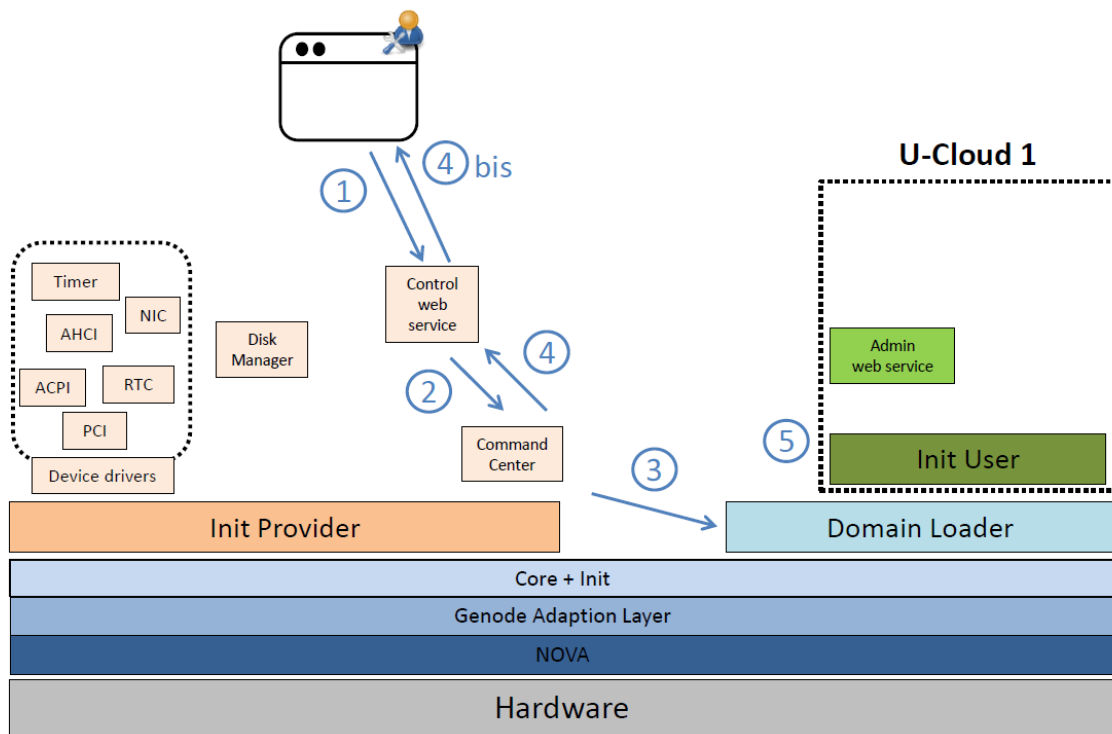 U-Cloud 1
4 bis
1
Timer
NIC
AHCI
ACPI
RTC
PCI
Device drivers
Disk
Manager
Control
web
service
2
4
Command
Center
3
Admin
web service
5
Init User
Init Provider
Domain Loader
Core + Init
Genode Adaption Layer
NOVA
Hardware